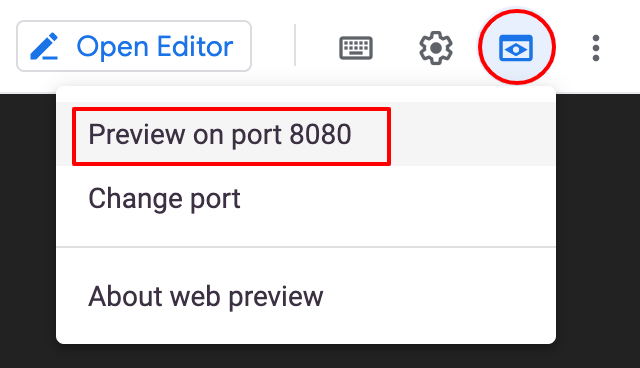 Open Editor
Preview on port 8080
Change port
About web preview